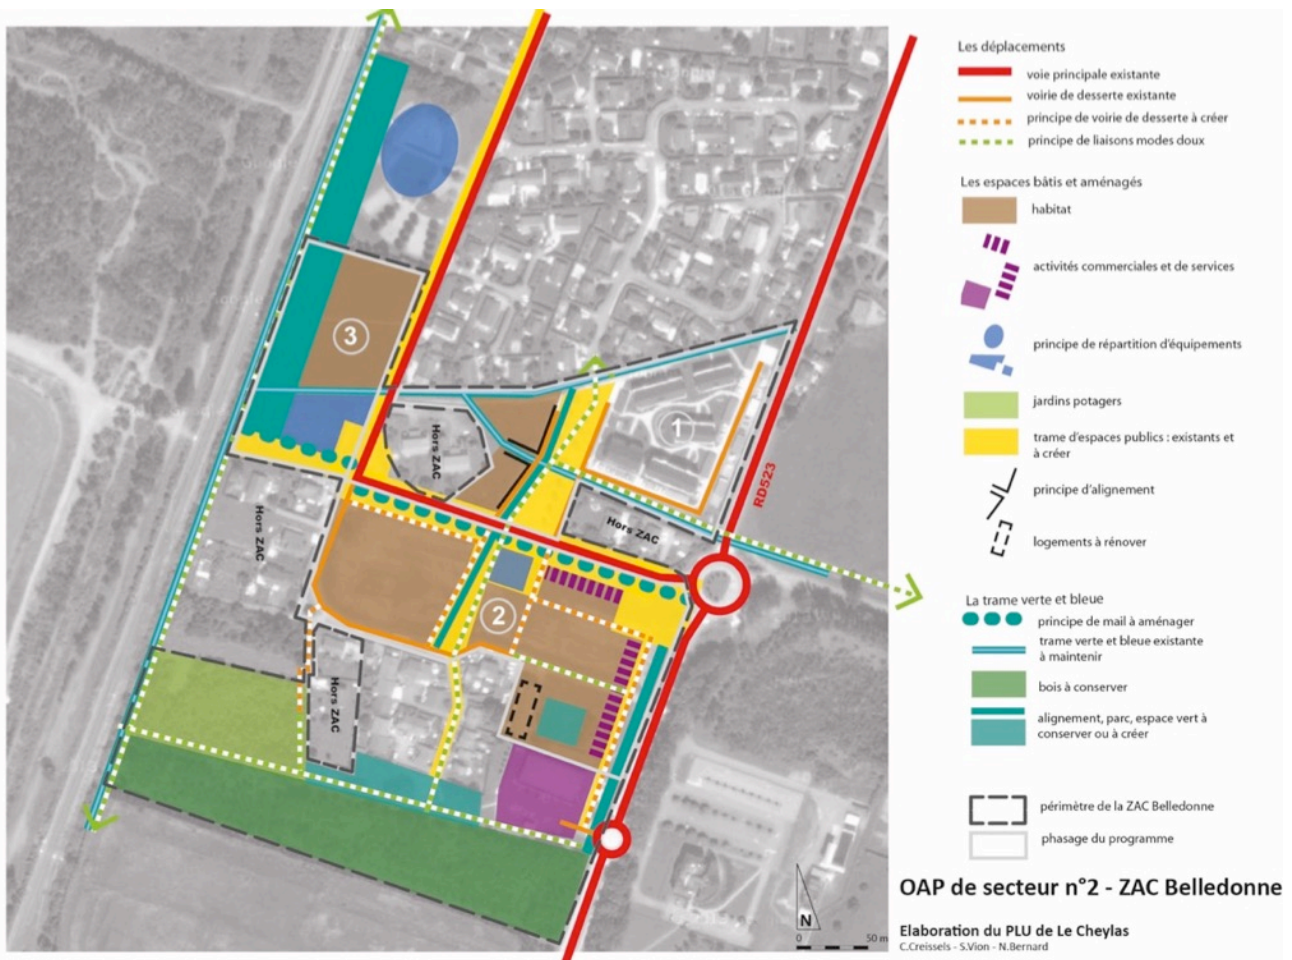 Les déplacements
voie principale existante
voirie de desserte existante
principe de voirie de desserte à créer
principe de liaisons modes doux
Les espaces bâtis et aménagés
habitat
activités commerciales et de services
principe de répartition d'équipements
jardins potagers
trame d'espaces publics : existants et
à créer
principe d'alignement
logements à rénover
La trame verte et bleue
principe de mail à aménager
trame verte et bleue existante
à maintenir
bois à conserver
alignement, parc, espace vert à
conserver ou à créer
périmètre de la ZAC Belledonne
phasage du programme
OAP de secteur n°2 - ZAC Belledonne
Elaboration du PLU de Le Cheylas
C.Creissels - S.Vion - N.Bernard
3
1
Hors ZAC
RD523
Hors ZAC
Hors ZAC
2
Hors ZAC
N
0 50 m